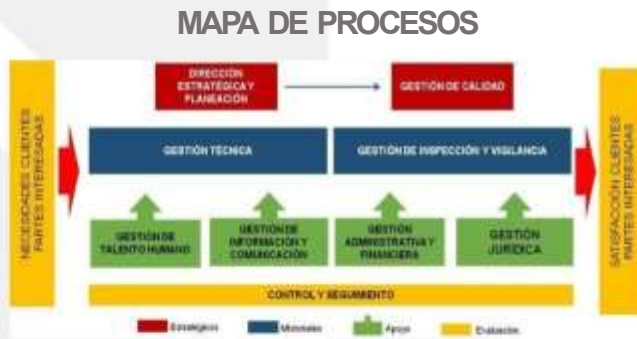 MAPA DE PROCESOS
NECESIDADES CLIENTES
PARTES INTERESADAS
DIRECCIÓN
ESTRATÉGICA Y
PLANEACIÓN
GESTIÓN DE CALIDAD
GESTIÓN TÉCNICA
GESTIÓN DE INSPECCIÓN Y VIGILANCIA
GESTIÓN DE
TALENTO HUMANO
GESTIÓN DE
INFORMACIÓN Y
COMUNICACIÓN
GESTIÓN
ADMINISTRATIVA Y
FINANCIERA
GESTIÓN
JURÍDICA
CONTROL Y SEGUIMIENTO
SATISFACCIÓN CLIENTES
PARTES INTERESADAS
Estratégicos
Misionales
Apoyo
Evaluación